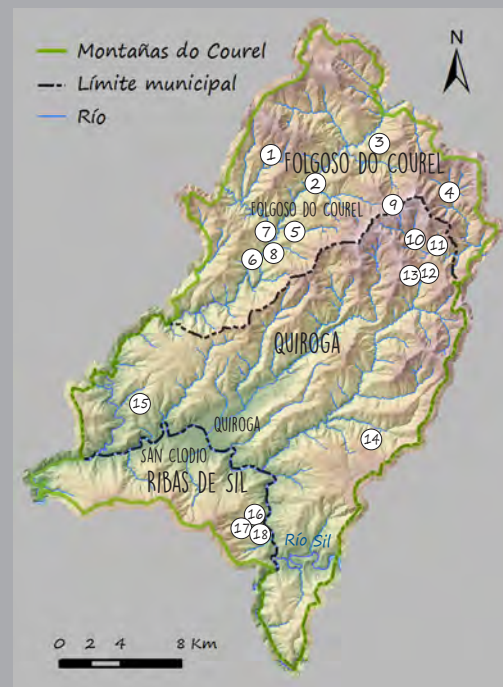 Montañas do Courel
Límite municipal
Río
N
3
1
FOLGOSO DO COUREL
2
4
FOLGOSO DO COUREL
9
7
5
10
11
6
8
13
12
QUIROGA
15
QUIROGA
14
SAN CLODIO
RIBAS DE SIL
16
17
18
Río Sil
0 2 4 8 Km